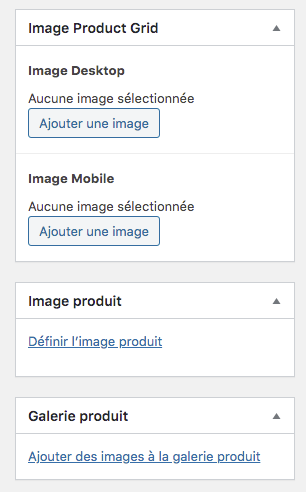 Image Product Grid
Image Desktop
Aucune image sélectionnée
Ajouter une image
Image Mobile
Aucune image sélectionnée
Ajouter une image
Image produit
Définir l’image produit
Galerie produit
Ajouter des images à la galerie produit